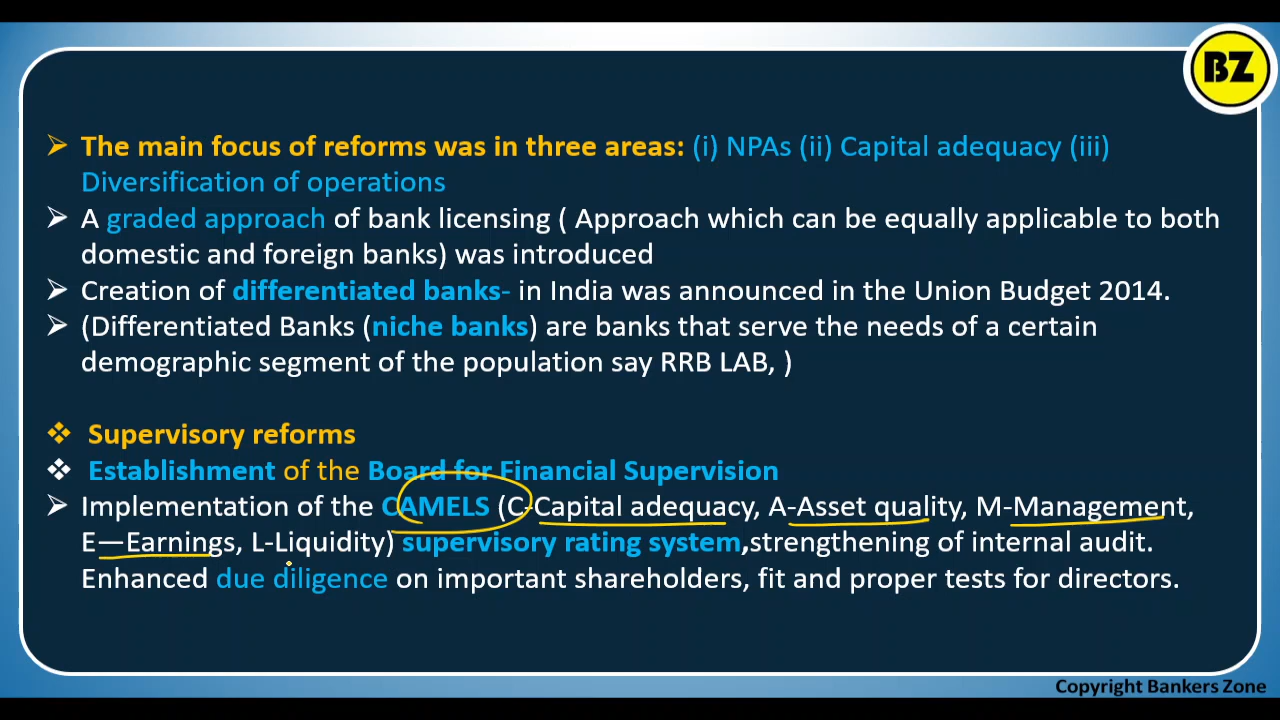 BZ
The main focus of reforms was in three areas: (i) NPAs (ii) Capital adequacy (iii)
Diversification of operations
A graded approach of bank licensing ( Approach which can be equally applicable to both
domestic and foreign banks) was introduced
Creation of differentiated banks- in India was announced in the Union Budget 2014.
(Differentiated Banks (niche banks) are banks that serve the needs of a certain
demographic segment of the population say RRB LAB, )
Supervisory reforms
Establishment of the Board for Financial Supervision
Implementation of the CAMELS (C-Capital adequacy, A-Asset quality, M-Management,
E—Earnings, L-Liquidity) supervisory rating system,strengthening of internal audit.
Enhanced due diligence on important shareholders, fit and proper tests for directors.
Copyright Bankers Zone